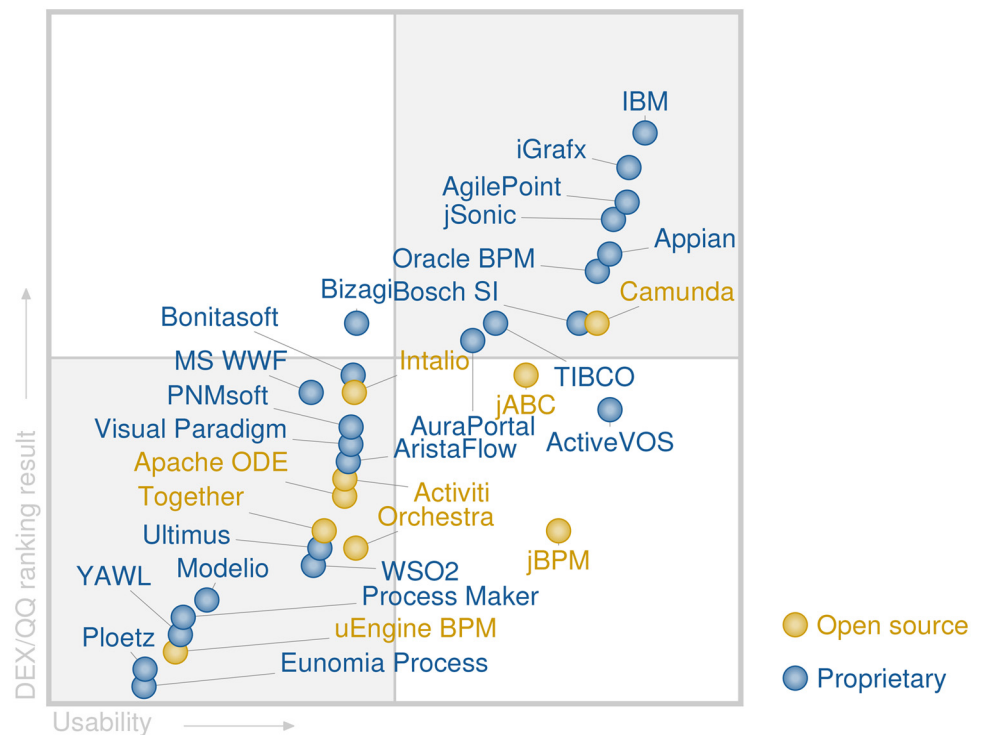 IBM
iGrafx
AgilePoint
jSonic
Appian
Oracle BPM
Bizagi
Bosch SI
Camunda
Bonitasoft
MS WWF
Intalio
TIBCO
PNMsoft
jABC
AuraPortal
Visual Paradigm
ActiveVOS
AristaFlow
Apache ODE
Activiti
Together
Orchestra
Ultimus
jBPM
Modelio
WSO2
YAWL
Process Maker
uEngine BPM
Ploetz
Eunomia Process
DEX/QQ ranking result
Usability
Open source
Proprietary